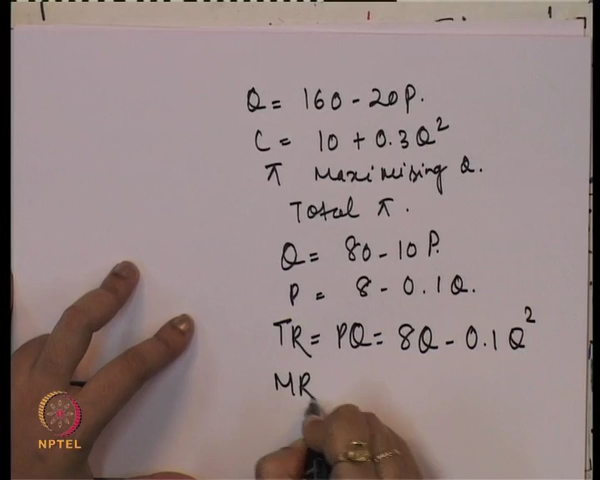 Q = 160 - 20P.
C = 10 + 0.3Q²
π Maximising Q.
Total π.
Q = 80 - 10P.
P = 8 - 0.1Q.
TR = PQ = 8Q - 0.1Q²
MR
NPTEL